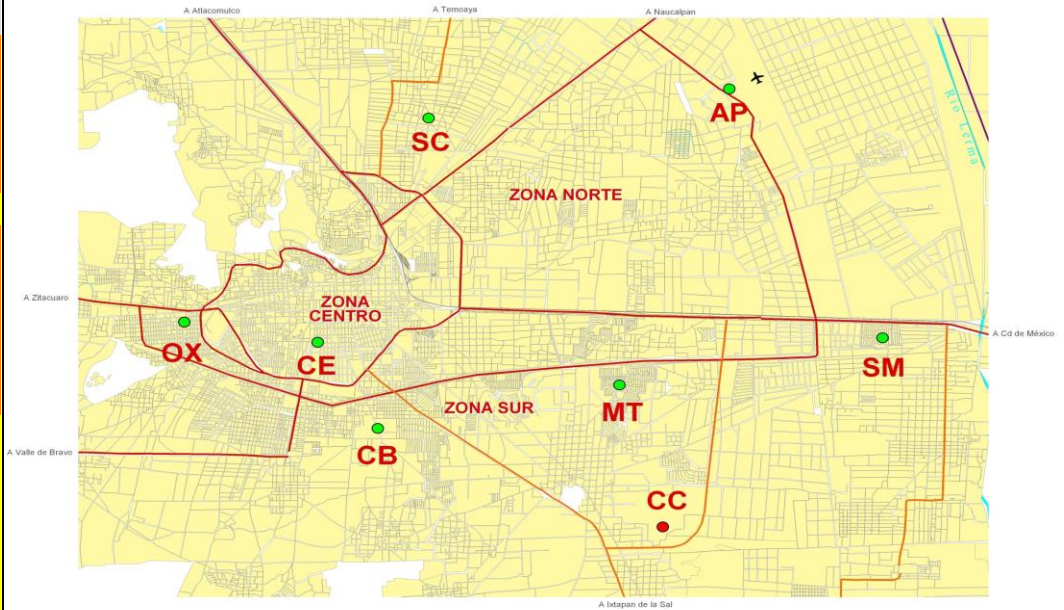 A Atlacomulco
A Temoaya
A Naucalpan
AP
Río Lerma
SC
ZONA NORTE
A Zitacuaro
ZONA
CENTRO
A Cd de México
OX
CE
SM
ZONA SUR
MT
CB
A Valle de Bravo
CC
A Ixtapan de la Sal